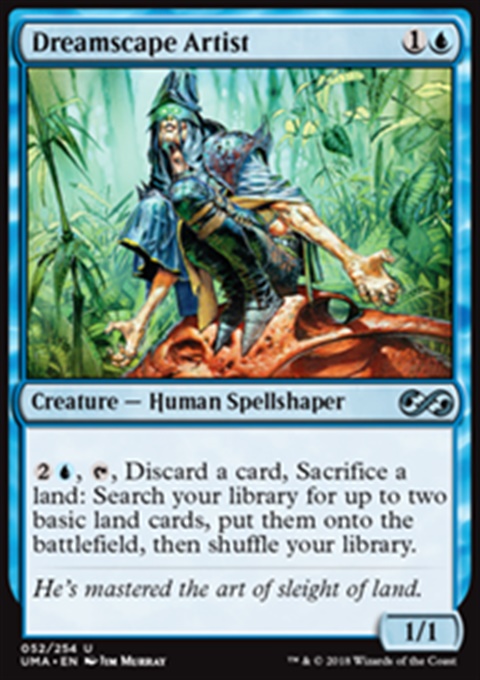 Dreamscape Artist 1
Creature — Human Spellshaper
2 , , Discard a card, Sacrifice a
land: Search your library for up to two
basic land cards, put them onto the
battlefield, then shuffle your library.
He's mastered the art of sleight of land.
1/1
052/254 U
UMA • EN Jim Murray
™ & © 2018 Wizards of the Coast